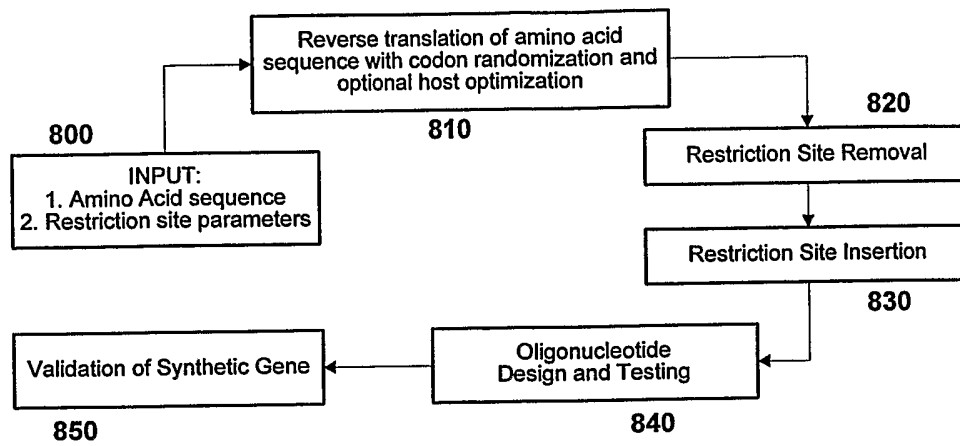 800
INPUT:
1. Amino Acid sequence
2. Restriction site parameters
Reverse translation of amino acid
sequence with codon randomization and
optional host optimization
810
820
Restriction Site Removal
Restriction Site Insertion
830
Oligonucleotide
Design and Testing
840
Validation of Synthetic Gene
850